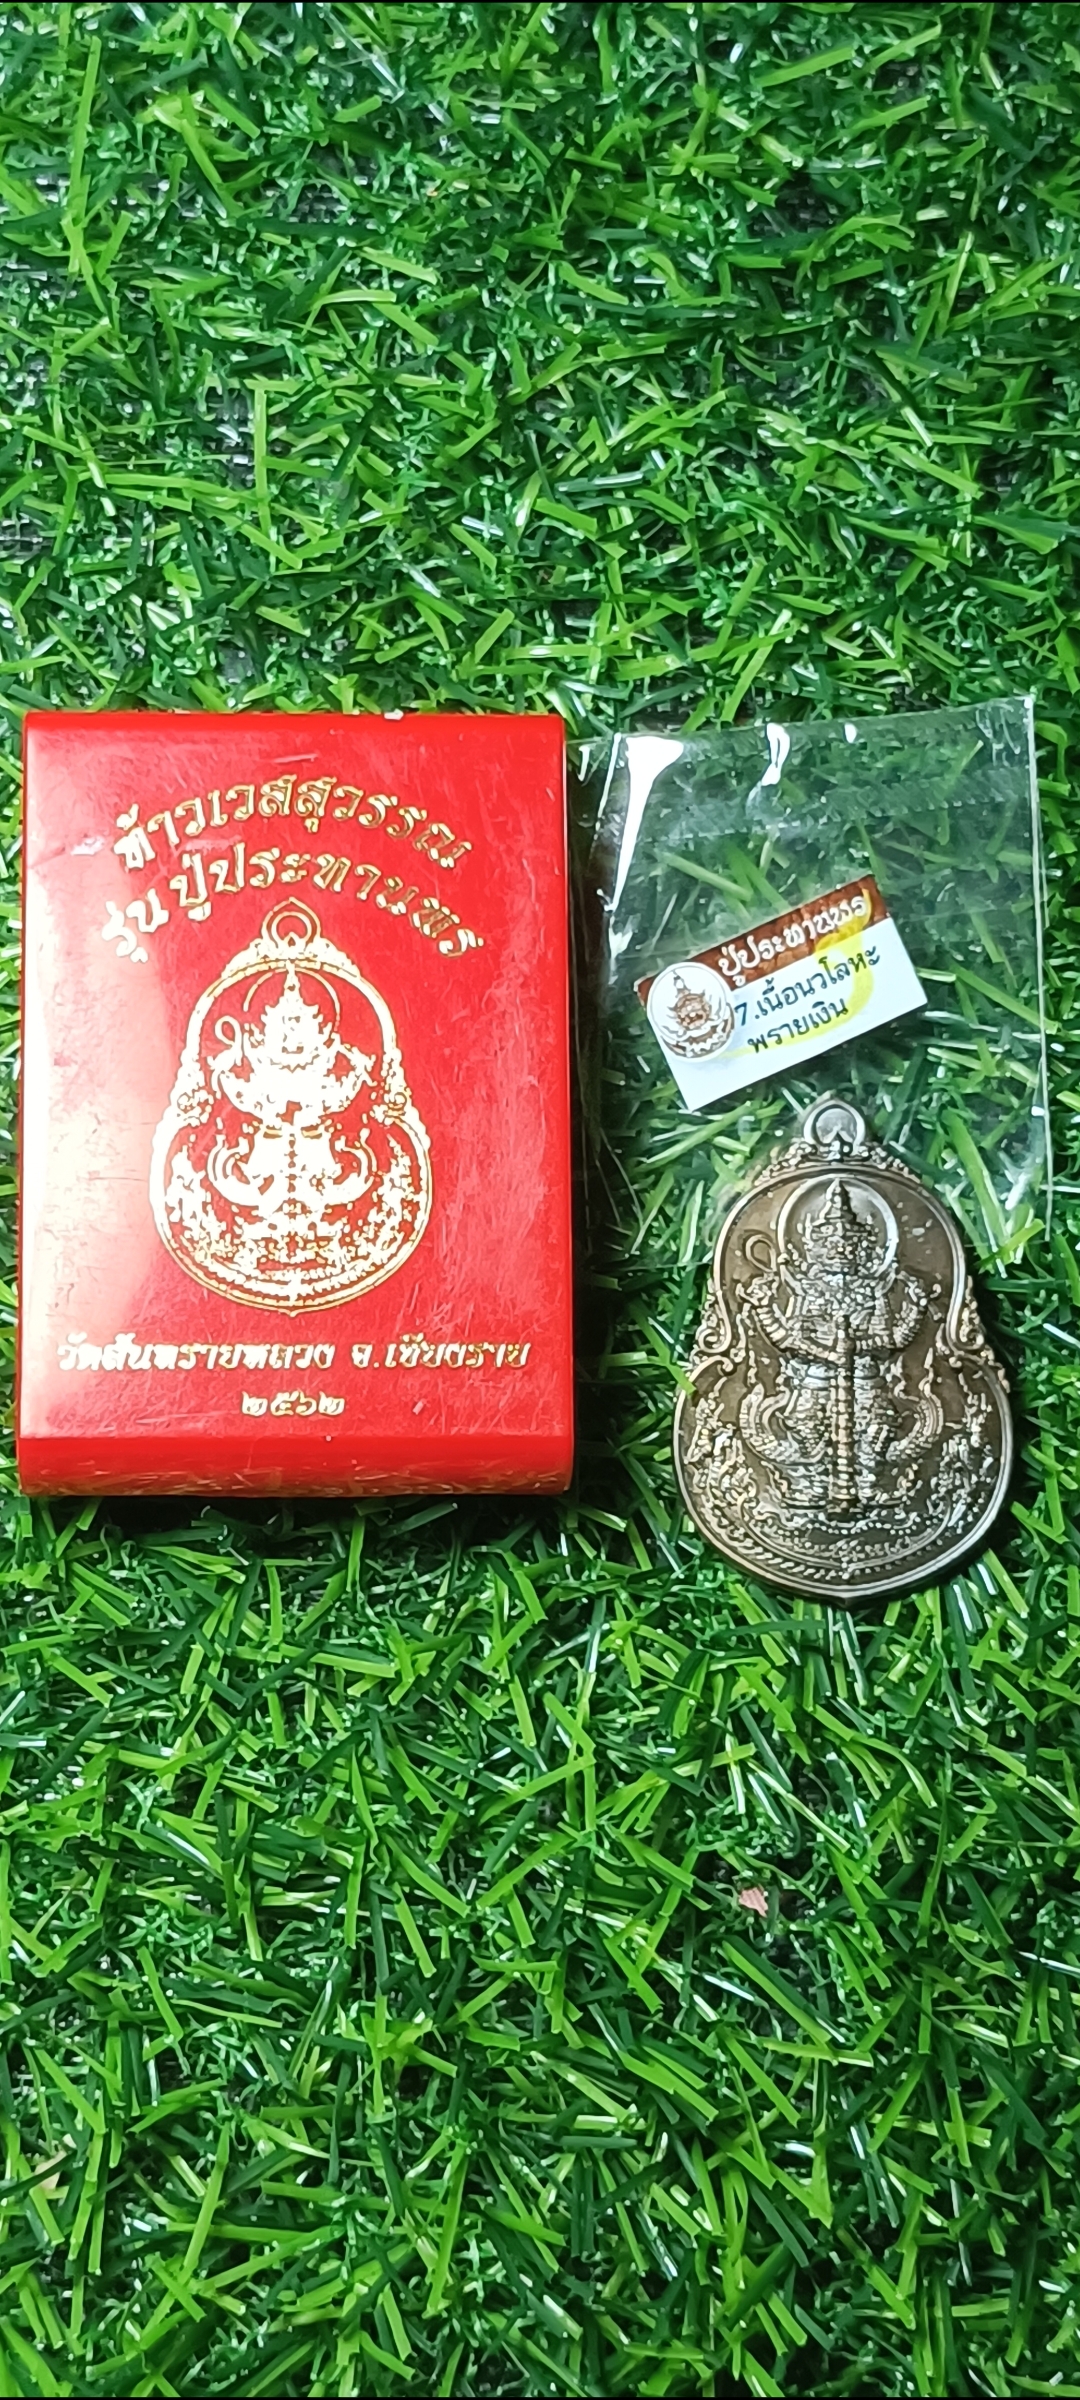 ท้าวเวสสุวรรณ
รุ่น ปู่ประทานพร
วัดสันทรายหลวง จ.เชียงราย
๒๕๖๒
ปู่ประทานพร
7.เนื้อนวโลหะ
พรายเงิน